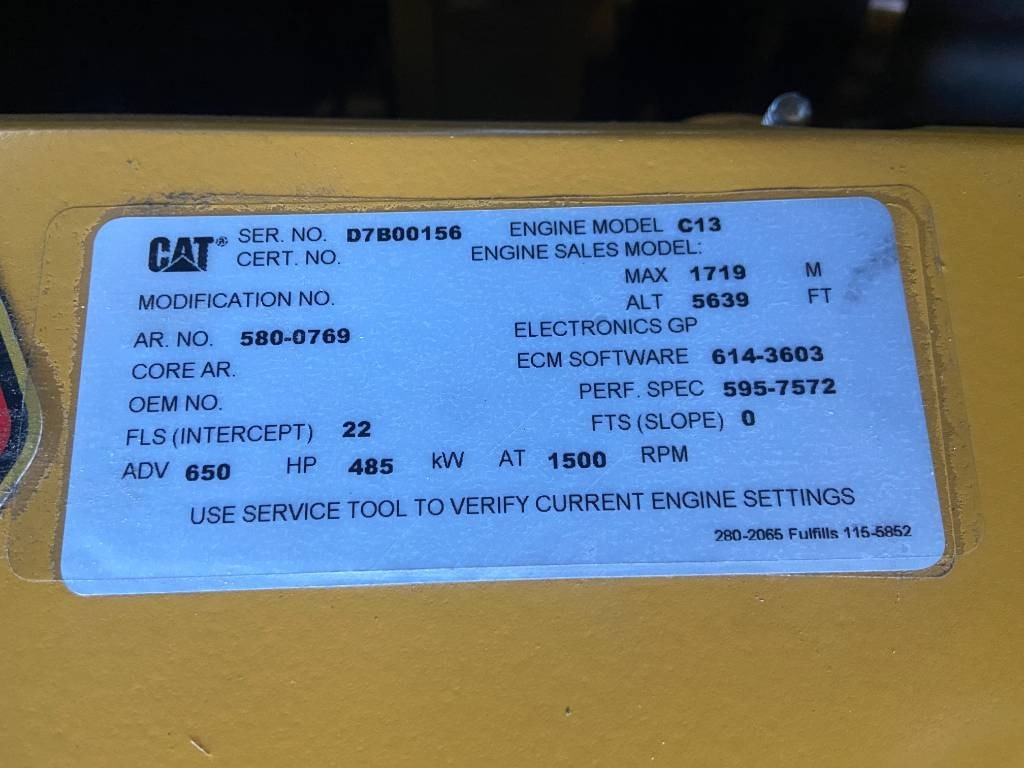 CAT® SER. NO. D7B00156 ENGINE MODEL C13
CERT. NO. ENGINE SALES MODEL:
MAX 1719 M
MODIFICATION NO. ALT 5639 FT
AR. NO. 580-0769 ELECTRONICS GP
CORE AR. ECM SOFTWARE 614-3603
OEM NO. PERF. SPEC 595-7572
FLS (INTERCEPT) 22 FTS (SLOPE) 0
ADV 650 HP 485 kW AT 1500 RPM
USE SERVICE TOOL TO VERIFY CURRENT ENGINE SETTINGS
280-2065 Fulfills 115-5852